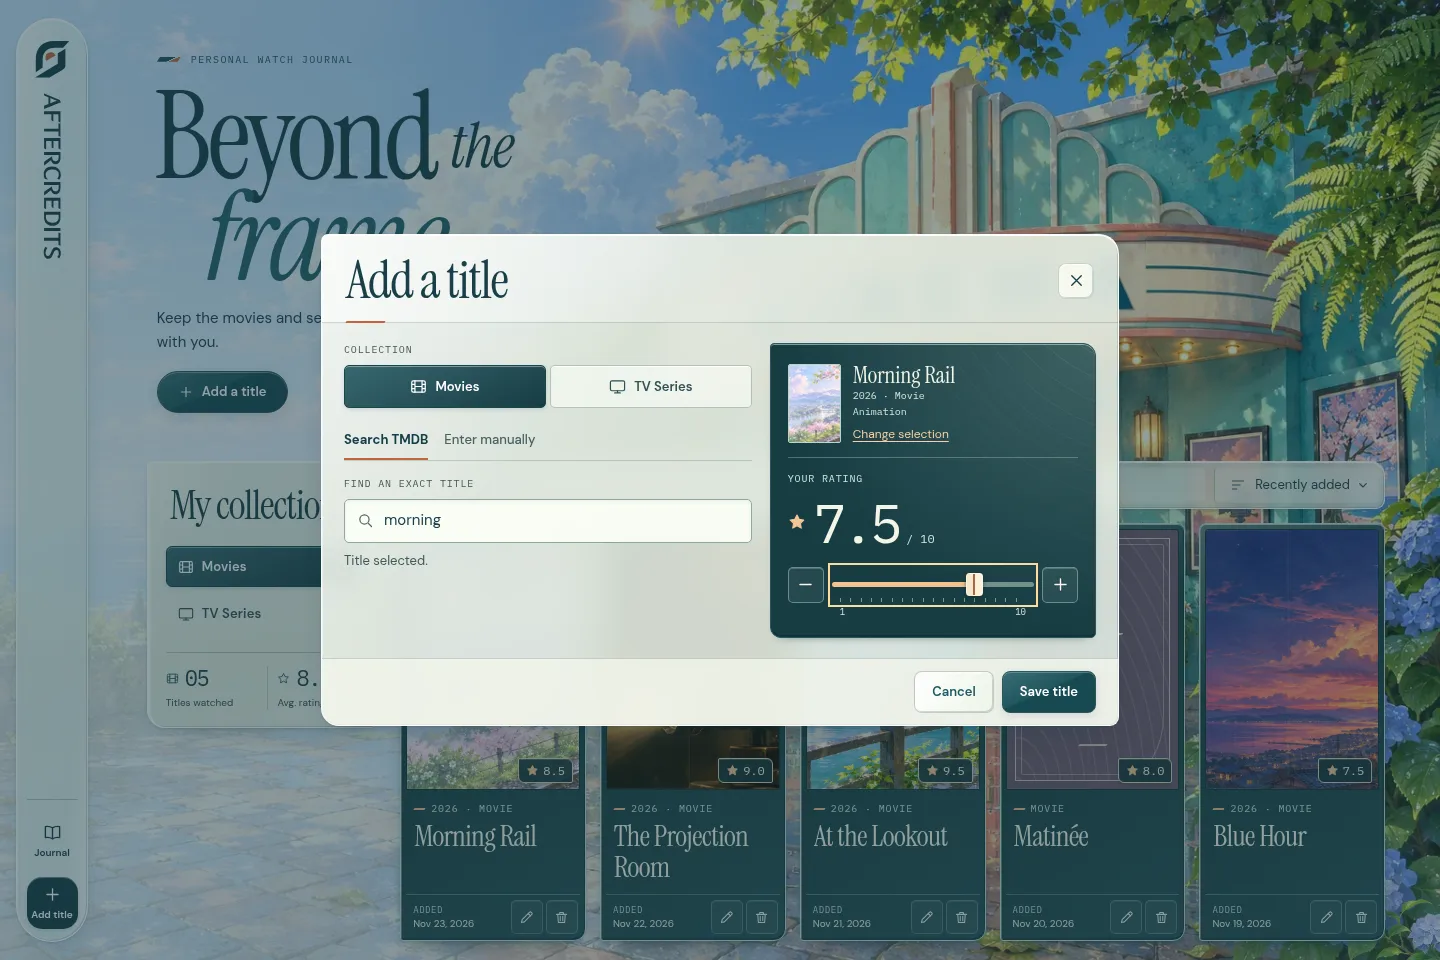 AFTERCREDITS
PERSONAL WATCH JOURNAL
Beyond the
frame
Keep the movies and se
with you.
Add a title
My collectio
Movies
TV Series
05
Titles watched
8.
Avg. ratin
Journal
Add title
Add a title
COLLECTION
Movies
TV Series
Search TMDB
Enter manually
FIND AN EXACT TITLE
morning
Title selected.
Morning Rail
2026 · Movie
Animation
Change selection
YOUR RATING
7.5 / 10
1
10
Cancel
Save title
Recently added
8.5
2026 · MOVIE
Morning Rail
ADDED
Nov 23, 2026
9.0
2026 · MOVIE
The Projection
Room
ADDED
Nov 22, 2026
9.5
2026 · MOVIE
At the Lookout
ADDED
Nov 21, 2026
8.0
MOVIE
Matinée
ADDED
Nov 20, 2026
7.5
2026 · MOVIE
Blue Hour
ADDED
Nov 19, 2026